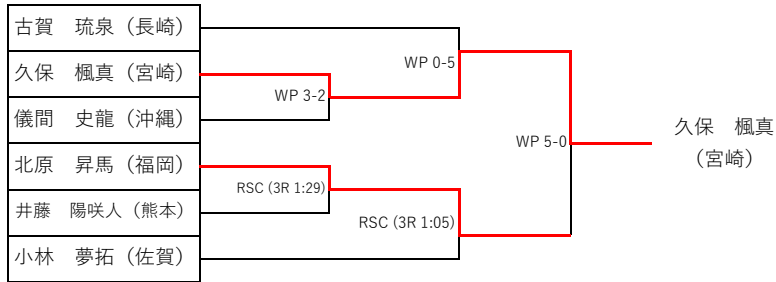 古賀　琉泉（長崎）
久保　楓真（宮崎）
儀間　史龍（沖縄）
北原　昇馬（福岡）
井藤　陽咲人（熊本）
小林　夢拓（佐賀）
WP 3-2
RSC (3R 1:29)
WP 0-5
RSC (3R 1:05)
WP 5-0
久保　楓真
（宮崎）